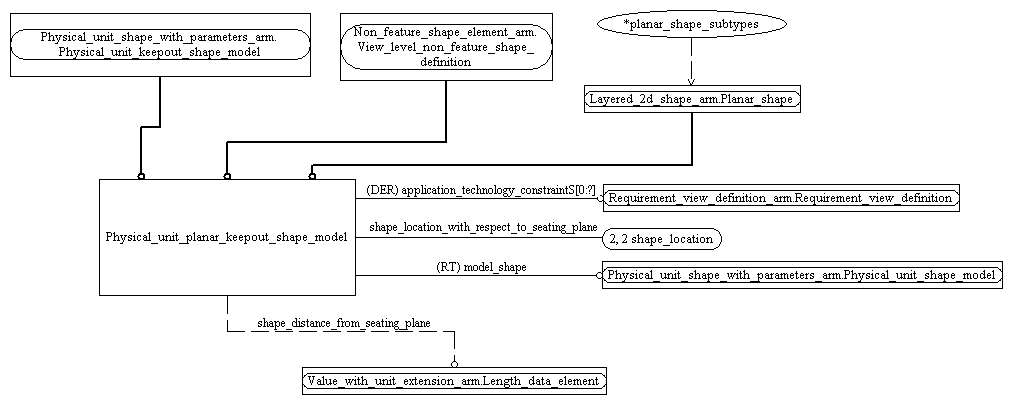 Physical_unit_shape_with_parameters_arm.
Physical_unit_keepout_shape_model
Non_feature_shape_element_arm.
View_level_non_feature_shape_
definition
*planar_shape_subtypes
Layered_2d_shape_arm.Planar_shape
Physical_unit_planar_keepout_shape_model
(DER) application_technology_constraintS[0:?]
Requirement_view_definition_arm.Requirement_view_definition
shape_location_with_respect_to_seating_plane
2, 2 shape_location
(RT) model_shape
Physical_unit_shape_with_parameters_arm.Physical_unit_shape_model
shape_distance_from_seating_plane
Value_with_unit_extension_arm.Length_data_element